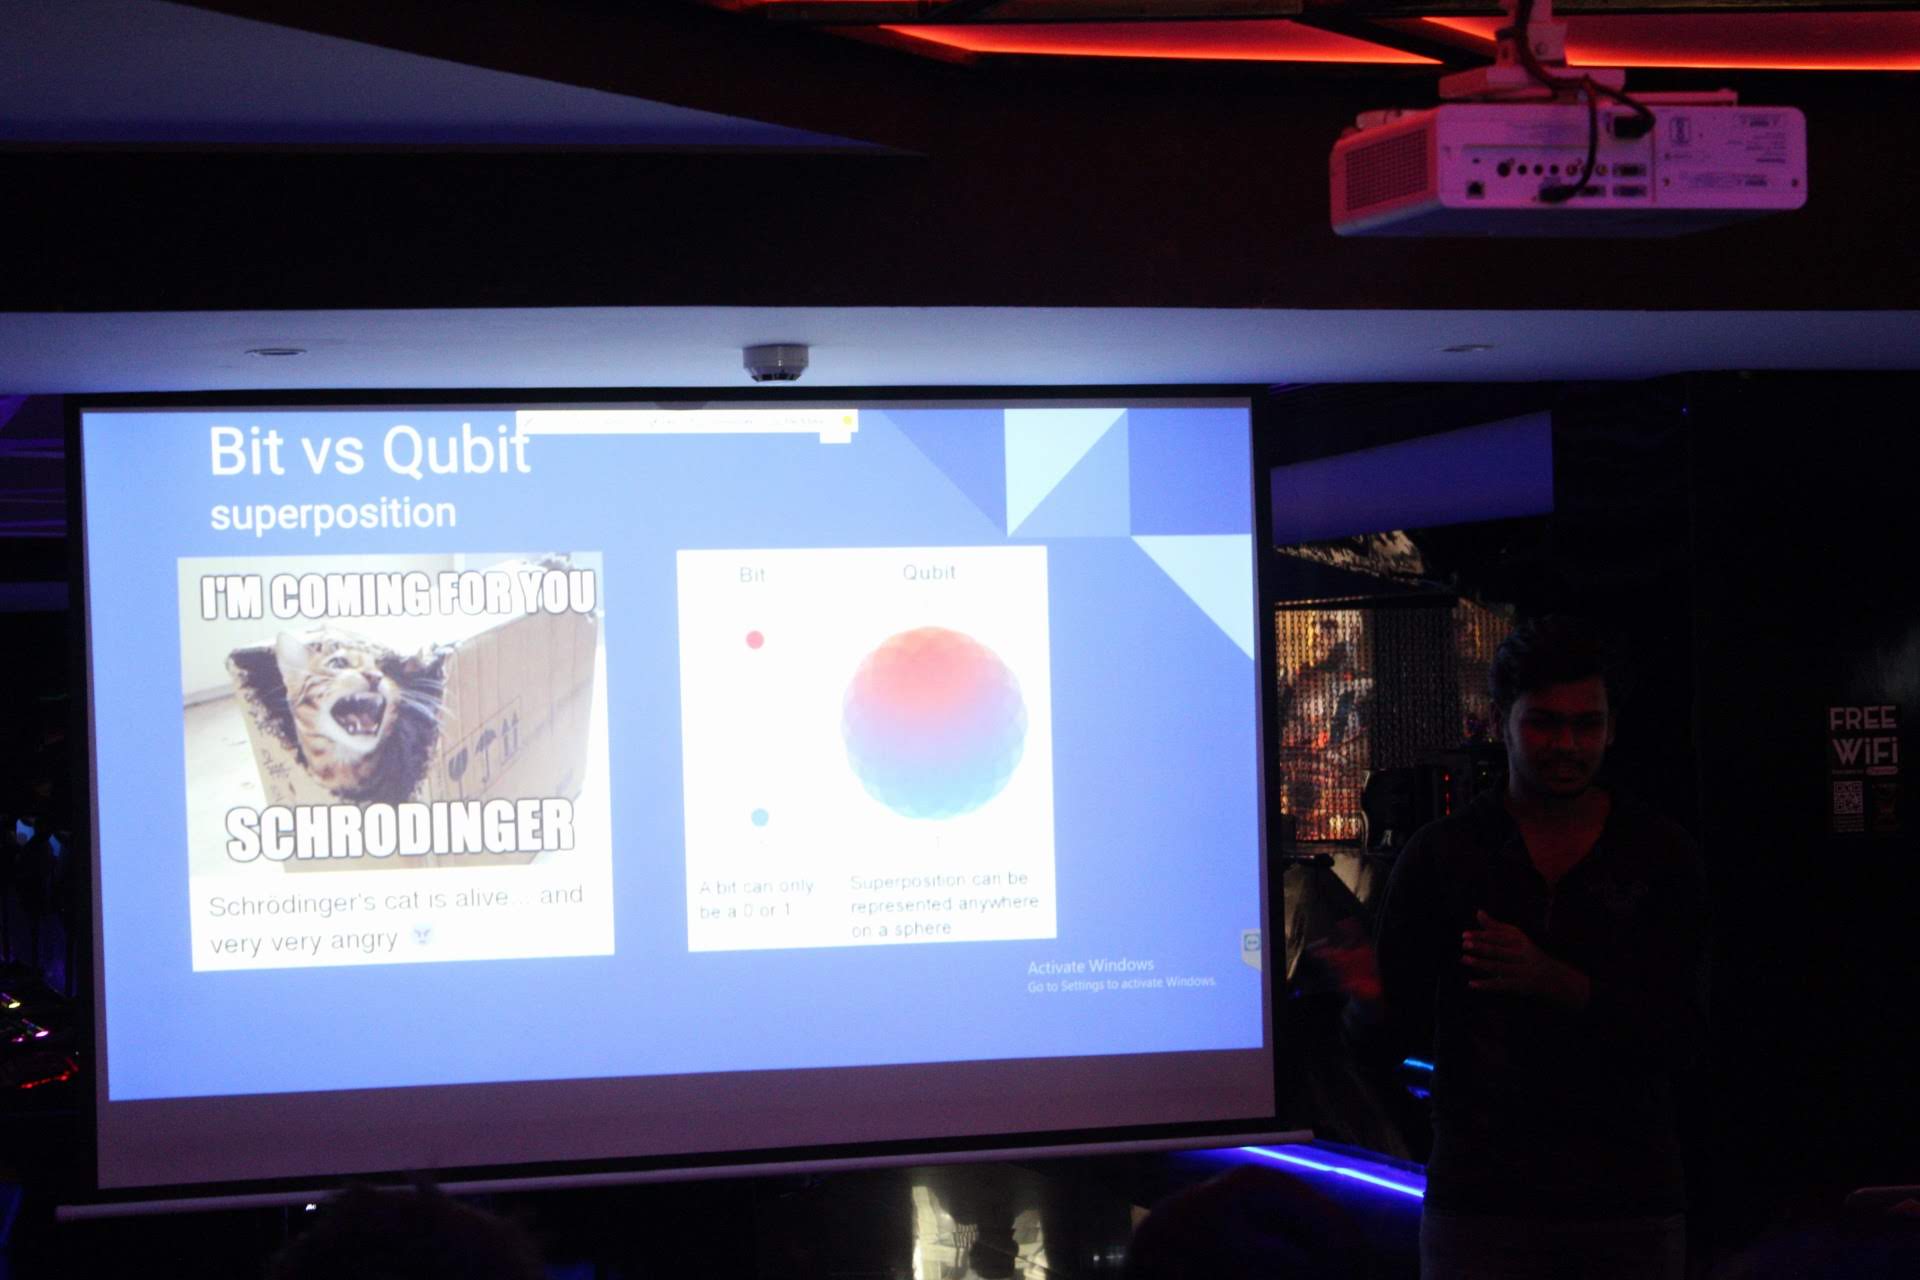 Bit vs Qubit
superposition
I'M COMING FOR YOU
SCHRODINGER
Schrödinger's cat is alive... and
very very angry
Bit
Qubit
A bit can only
be a 0 or 1
Superposition can be
represented anywhere
on a sphere
Activate Windows
Go to Settings to activate Windows.
FREE
WiFi